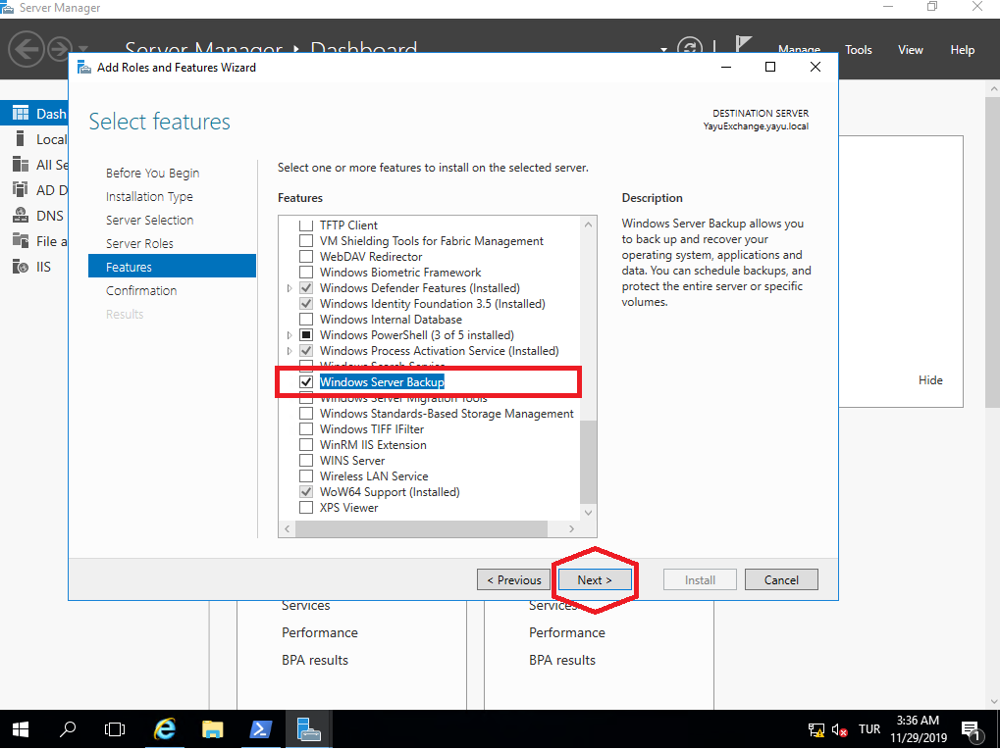 Server Manager
Server Manager • Dashboard
Manage Tools View Help
Add Roles and Features Wizard
Select features
DESTINATION SERVER
YayuExchange.yayu.local
Dash
Local
All Se
AD D
DNS
File a
IIS
Before You Begin
Installation Type
Server Selection
Server Roles
Features
Confirmation
Results
Select one or more features to install on the selected server.
Features
TFTP Client
VM Shielding Tools for Fabric Management
WebDAV Redirector
Windows Biometric Framework
Windows Defender Features (Installed)
Windows Identity Foundation 3.5 (Installed)
Windows Internal Database
Windows PowerShell (3 of 5 installed)
Windows Process Activation Service (Installed)
Windows Search Service
Windows Server Backup
Windows Server Migration Tools
Windows Standards-Based Storage Management
Windows TIFF IFilter
WinRM IIS Extension
WINS Server
Wireless LAN Service
WoW64 Support (Installed)
XPS Viewer
Description
Windows Server Backup allows you
to back up and recover your
operating system, applications and
data. You can schedule backups, and
protect the entire server or specific
volumes.
Hide
< Previous
Next >
Install
Cancel
Services
Performance
BPA results
Services
Performance
BPA results
TUR
3:36 AM
11/29/2019
1